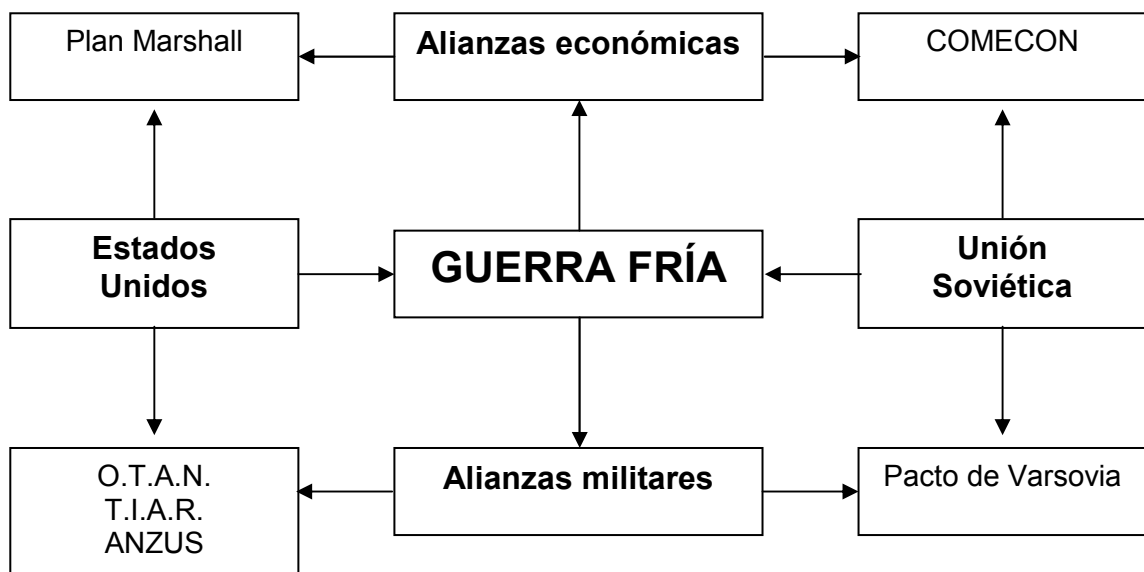 Plan Marshall
Alianzas económicas
COMECON
Estados
Unidos
GUERRA FRÍA
Unión
Soviética
O.T.A.N.
T.I.A.R.
ANZUS
Alianzas militares
Pacto de Varsovia